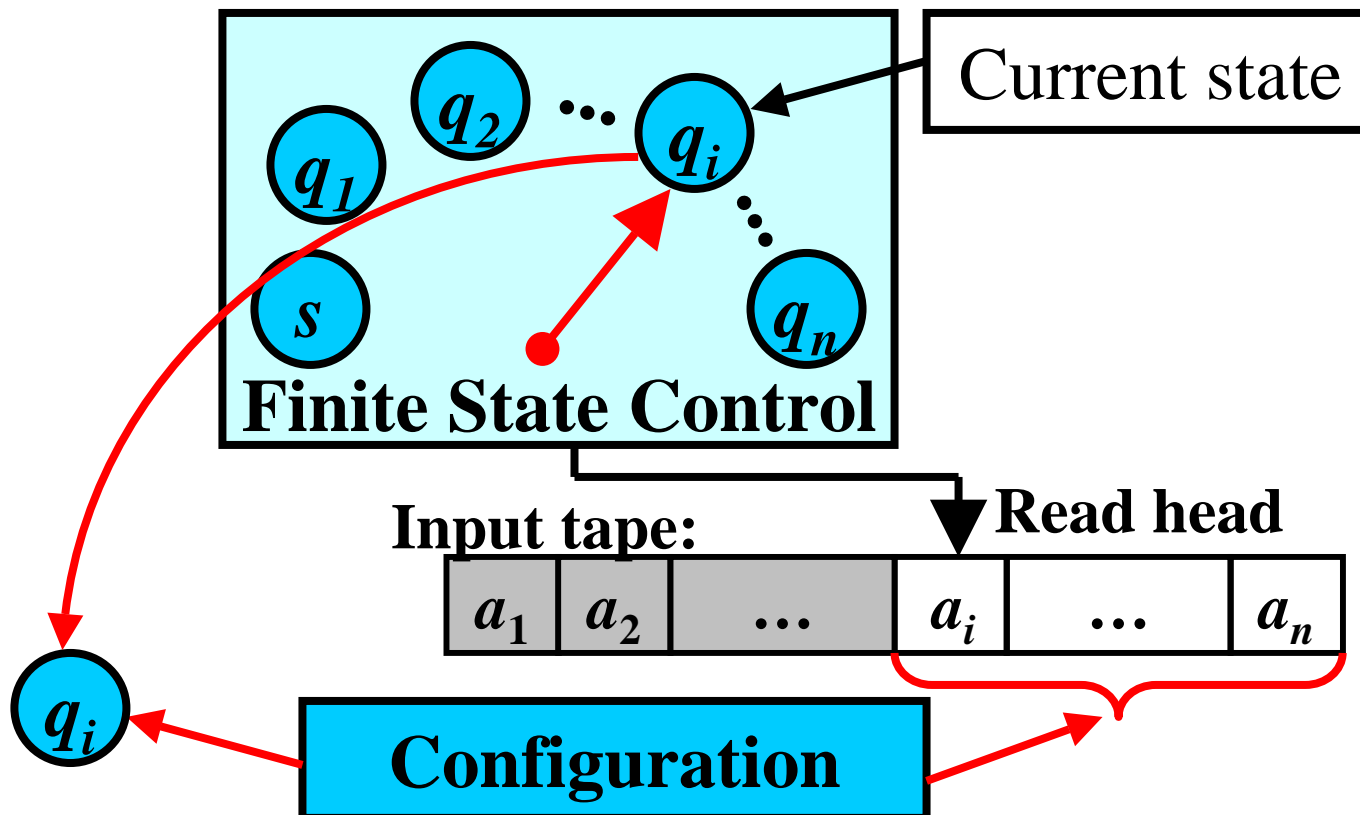 Current state
q₂ ... qᵢ
q₁
s ... qₙ
Finite State Control
Read head
Input tape:
a₁ a₂ ... aᵢ ... aₙ
qᵢ
Configuration